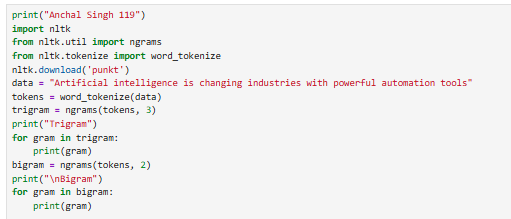 print("Anchal Singh 119")
import nltk
from nltk.util import ngrams
from nltk.tokenize import word_tokenize
nltk.download('punkt')
data = "Artificial intelligence is changing industries with powerful automation tools"
tokens = word_tokenize(data)
trigram = ngrams(tokens, 3)
print("Trigram")
for gram in trigram:
    print(gram)
bigram = ngrams(tokens, 2)
print("\nBigram")
for gram in bigram:
    print(gram)